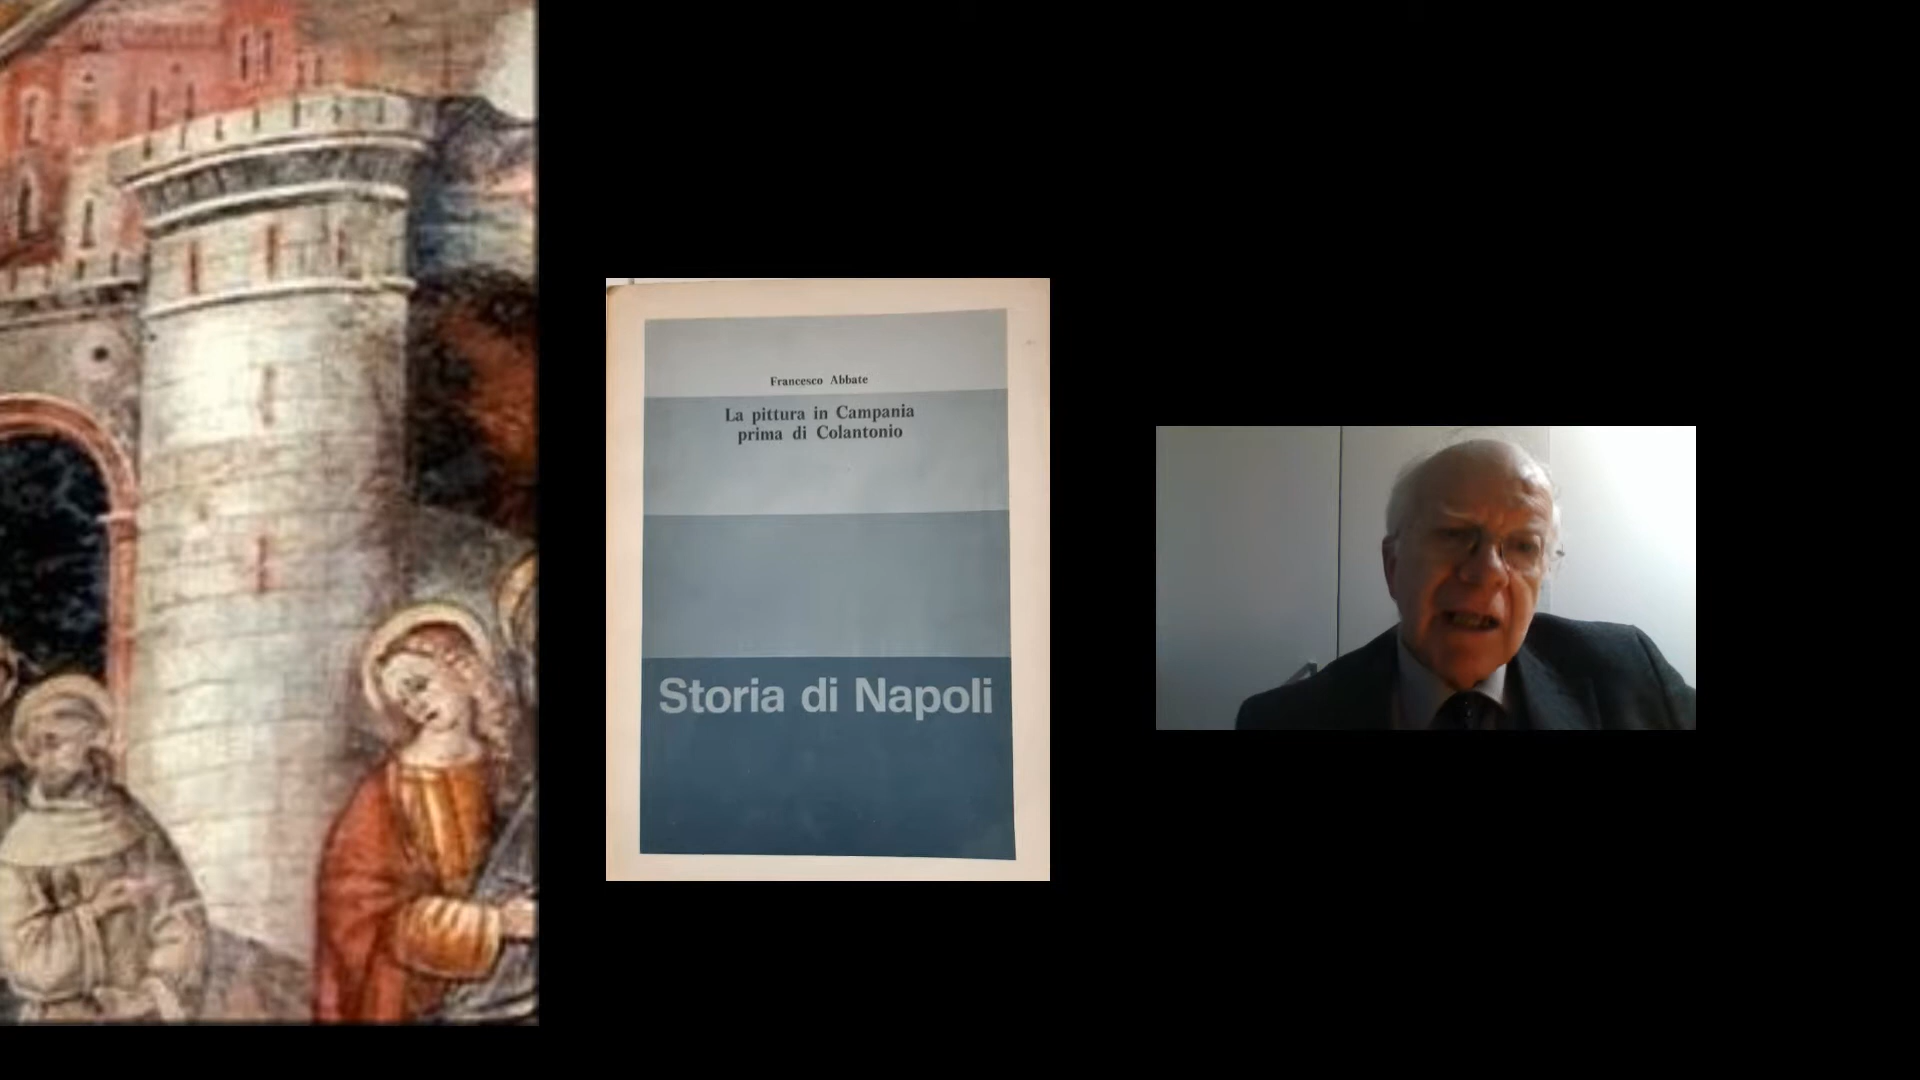 Francesco Abbate
La pittura in Campania
prima di Colantonio
Storia di Napoli